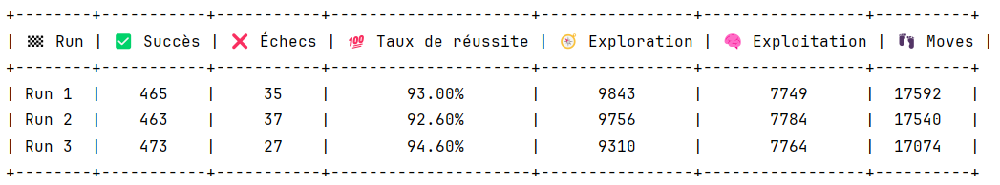 +--------+-----------+-----------+---------------------+----------------+-----------------+----------+
| 🏁 Run | ✅ Succès | ❌ Échecs | 💯 Taux de réussite | 🧭 Exploration | 🧠 Exploitation | 👣 Moves |
+--------+-----------+-----------+---------------------+----------------+-----------------+----------+
| Run 1 | 465 | 35 | 93.00% | 9843 | 7749 | 17592 |
| Run 2 | 463 | 37 | 92.60% | 9756 | 7784 | 17540 |
| Run 3 | 473 | 27 | 94.60% | 9310 | 7764 | 17074 |
+--------+-----------+-----------+---------------------+----------------+-----------------+----------+